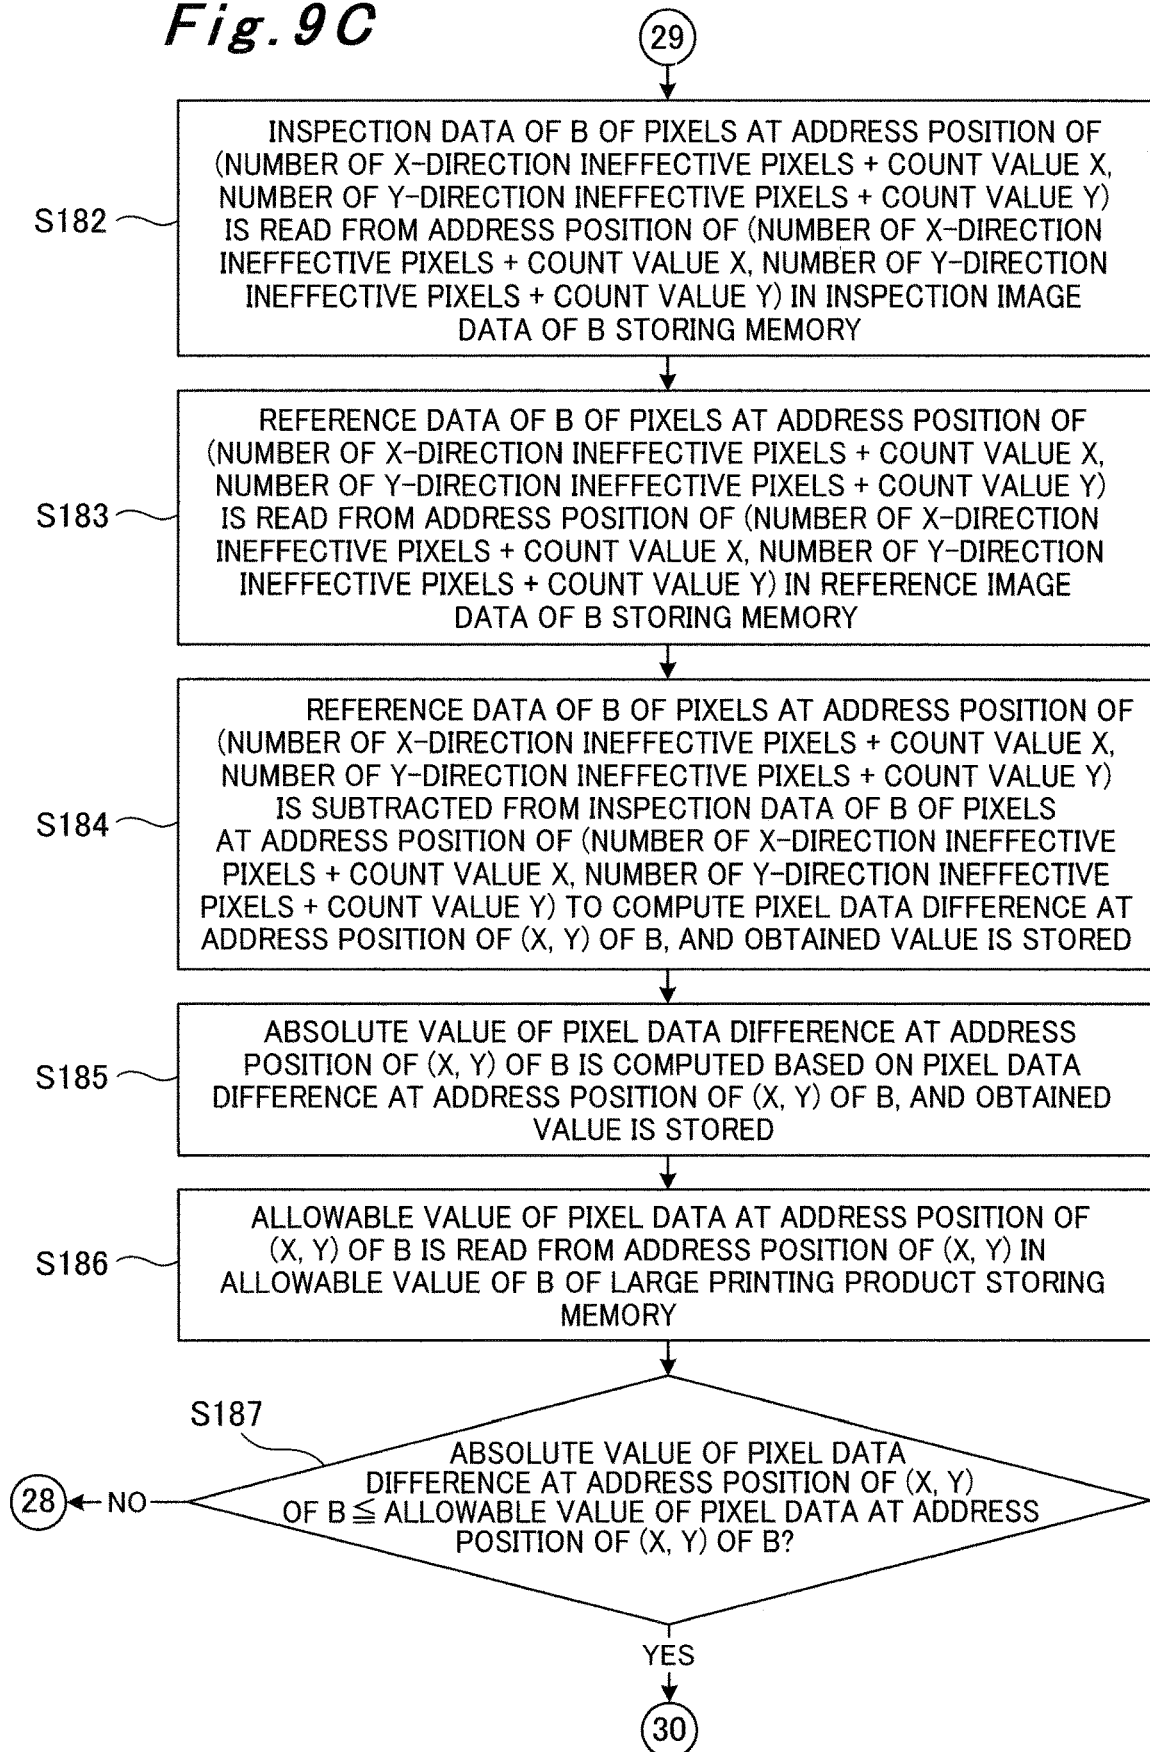 Fig.9C
29
INSPECTION DATA OF B OF PIXELS AT ADDRESS POSITION OF
(NUMBER OF X-DIRECTION INEFFECTIVE PIXELS + COUNT VALUE X,
NUMBER OF Y-DIRECTION INEFFECTIVE PIXELS + COUNT VALUE Y)
S182 IS READ FROM ADDRESS POSITION OF (NUMBER OF X-DIRECTION
INEFFECTIVE PIXELS + COUNT VALUE X, NUMBER OF Y-DIRECTION
INEFFECTIVE PIXELS + COUNT VALUE Y) IN INSPECTION IMAGE
DATA OF B STORING MEMORY
REFERENCE DATA OF B OF PIXELS AT ADDRESS POSITION OF
(NUMBER OF X-DIRECTION INEFFECTIVE PIXELS + COUNT VALUE X,
NUMBER OF Y-DIRECTION INEFFECTIVE PIXELS + COUNT VALUE Y)
S183 IS READ FROM ADDRESS POSITION OF (NUMBER OF X-DIRECTION
INEFFECTIVE PIXELS + COUNT VALUE X, NUMBER OF Y-DIRECTION
INEFFECTIVE PIXELS + COUNT VALUE Y) IN REFERENCE IMAGE
DATA OF B STORING MEMORY
REFERENCE DATA OF B OF PIXELS AT ADDRESS POSITION OF
(NUMBER OF X-DIRECTION INEFFECTIVE PIXELS + COUNT VALUE X,
NUMBER OF Y-DIRECTION INEFFECTIVE PIXELS + COUNT VALUE Y)
IS SUBTRACTED FROM INSPECTION DATA OF B OF PIXELS
S184 AT ADDRESS POSITION OF (NUMBER OF X-DIRECTION INEFFECTIVE
PIXELS + COUNT VALUE X, NUMBER OF Y-DIRECTION INEFFECTIVE
PIXELS + COUNT VALUE Y) TO COMPUTE PIXEL DATA DIFFERENCE AT
ADDRESS POSITION OF (X, Y) OF B, AND OBTAINED VALUE IS STORED
ABSOLUTE VALUE OF PIXEL DATA DIFFERENCE AT ADDRESS
S185 POSITION OF (X, Y) OF B IS COMPUTED BASED ON PIXEL DATA
DIFFERENCE AT ADDRESS POSITION OF (X, Y) OF B, AND OBTAINED
VALUE IS STORED
ALLOWABLE VALUE OF PIXEL DATA AT ADDRESS POSITION OF
S186 (X, Y) OF B IS READ FROM ADDRESS POSITION OF (X, Y) IN
ALLOWABLE VALUE OF B OF LARGE PRINTING PRODUCT STORING
MEMORY
S187
ABSOLUTE VALUE OF PIXEL DATA
DIFFERENCE AT ADDRESS POSITION OF (X, Y)
28 NO OF B ≦ ALLOWABLE VALUE OF PIXEL DATA AT ADDRESS
POSITION OF (X, Y) OF B?
YES
30